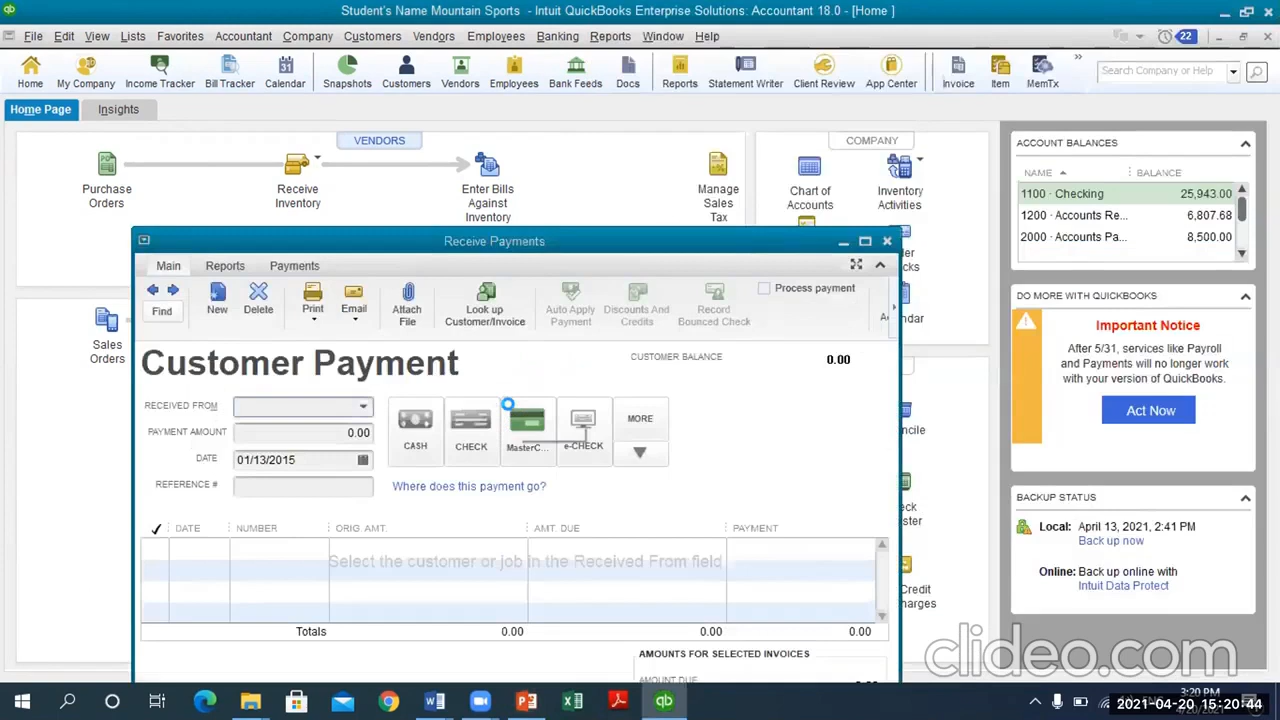 Student's Name Mountain Sports - Intuit QuickBooks Enterprise Solutions: Accountant 18.0 - [Home ]
File Edit View Lists Favorites Accountant Company Customers Vendors Employees Banking Reports Window Help
22
Home My Company Income Tracker Bill Tracker Calendar Snapshots Customers Vendors Employees Bank Feeds Docs Reports Statement Writer Client Review App Center Invoice Item MemTx
Search Company or Help
Home Page Insights
VENDORS
COMPANY
Purchase
Orders
Receive
Inventory
Enter Bills
Against
Inventory
Manage
Sales
Tax
Chart of
Accounts
Inventory
Activities
Sales
Orders
Receive Payments
Main Reports Payments
Find
New
Delete
Print
Email
Attach
File
Look up
Customer/Invoice
Auto Apply
Payment
Discounts And
Credits
Record
Bounced Check
Process payment
Customer Payment
CUSTOMER BALANCE 0.00
RECEIVED FROM
PAYMENT AMOUNT 0.00
DATE 01/13/2015
REFERENCE #
CASH
CHECK
MasterC...
e-CHECK
MORE
Where does this payment go?
DATE NUMBER ORIG. AMT. AMT. DUE PAYMENT
Select the customer or job in the Received From field
Totals 0.00 0.00 0.00
AMOUNTS FOR SELECTED INVOICES
AMOUNT DUE
ACCOUNT BALANCES
NAME BALANCE
1100 · Checking 25,943.00
1200 · Accounts Re... 6,807.68
2000 · Accounts Pa... 8,500.00
DO MORE WITH QUICKBOOKS
Important Notice
After 5/31, services like Payroll
and Payments will no longer work
with your version of QuickBooks.
Act Now
BACKUP STATUS
Local: April 13, 2021, 2:41 PM
Back up now
Online: Back up online with
Intuit Data Protect
clideo.com
3:20 PM
2021-04-20 15:20:44